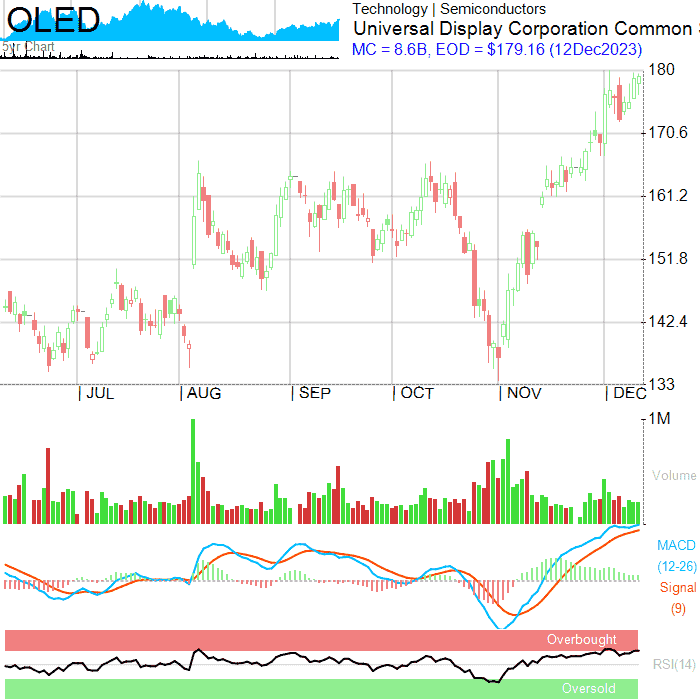 OLED
5yr Chart
Technology | Semiconductors
Universal Display Corporation Common
MC = 8.6B, EOD = $179.16 (12Dec2023)
180
170.6
161.2
151.8
142.4
133
JUL AUG SEP OCT NOV DEC
1M
Volume
MACD
(12-26)
Signal
(9)
Overbought
RSI(14)
Oversold